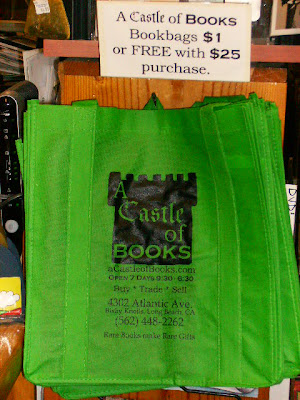 A Castle of BOOKS
Bookbags $1
or FREE with $25
purchase.
A
Castle
of
BOOKS
aCastleofBooks.com
OPEN 7 DAYS 9:30 - 6:30
Buy * Trade * Sell
4302 Atlantic Ave.
Bixby Knolls, Long Beach, CA
(562) 448-2262
Rare Books make Rare Gifts